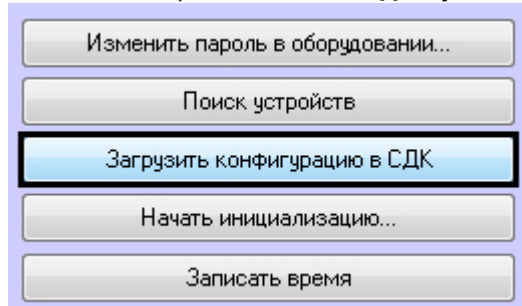 Изменить пароль в оборудовании...
Поиск устройств
Загрузить конфигурацию в СДК
Начать инициализацию...
Записать время